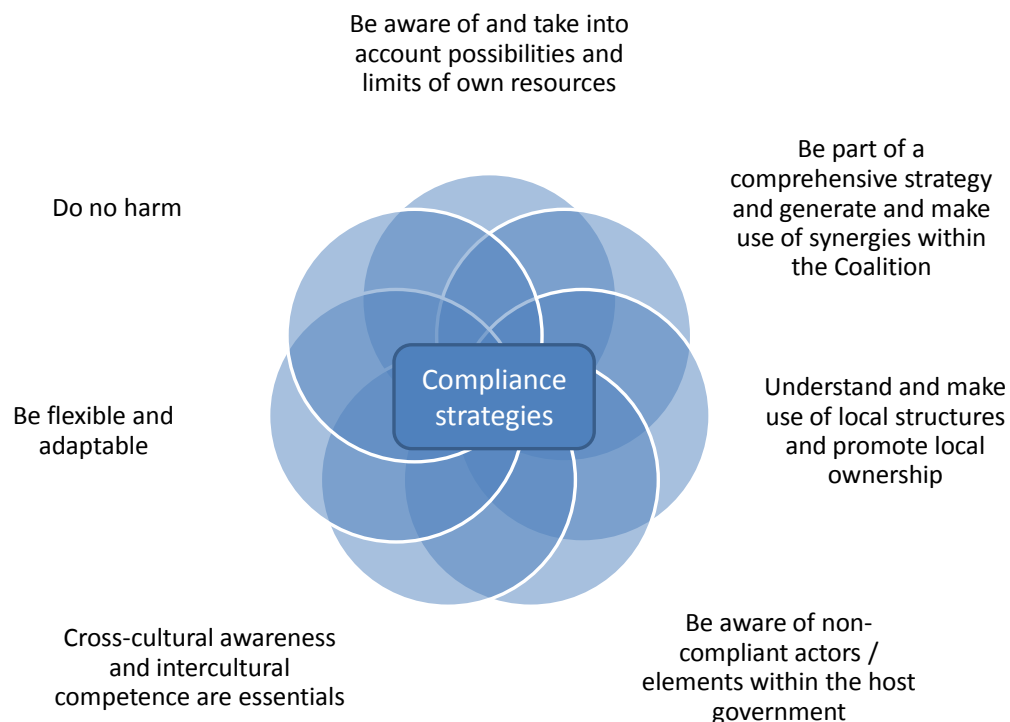 Be aware of and take into
account possibilities and
limits of own resources
Be part of a
comprehensive strategy
and generate and make
use of synergies within
the Coalition
Understand and make
use of local structures
and promote local
ownership
Be aware of non-
compliant actors /
elements within the host
government
Cross-cultural awareness
and intercultural
competence are essentials
Be flexible and
adaptable
Do no harm
Compliance
strategies